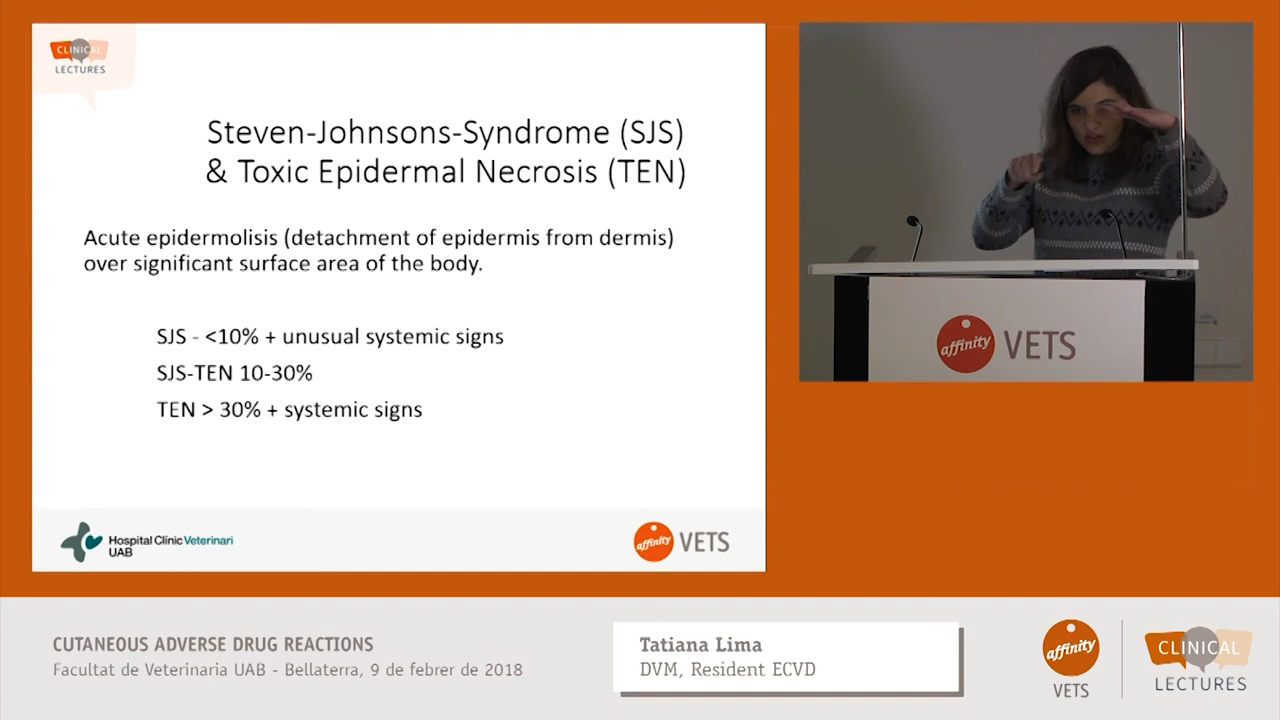 CLINICAL
LECTURES
Steven-Johnsons-Syndrome (SJS)
& Toxic Epidermal Necrosis (TEN)
Acute epidermolisis (detachment of epidermis from dermis)
over significant surface area of the body.
SJS - <10% + unusual systemic signs
SJS-TEN 10-30%
TEN > 30% + systemic signs
Hospital Clínic Veterinari
UAB
affinity VETS
affinity VETS
CUTANEOUS ADVERSE DRUG REACTIONS
Facultat de Veterinaria UAB - Bellaterra, 9 de febrer de 2018
Tatiana Lima
DVM, Resident ECVD
affinity
VETS
CLINICAL
LECTURES